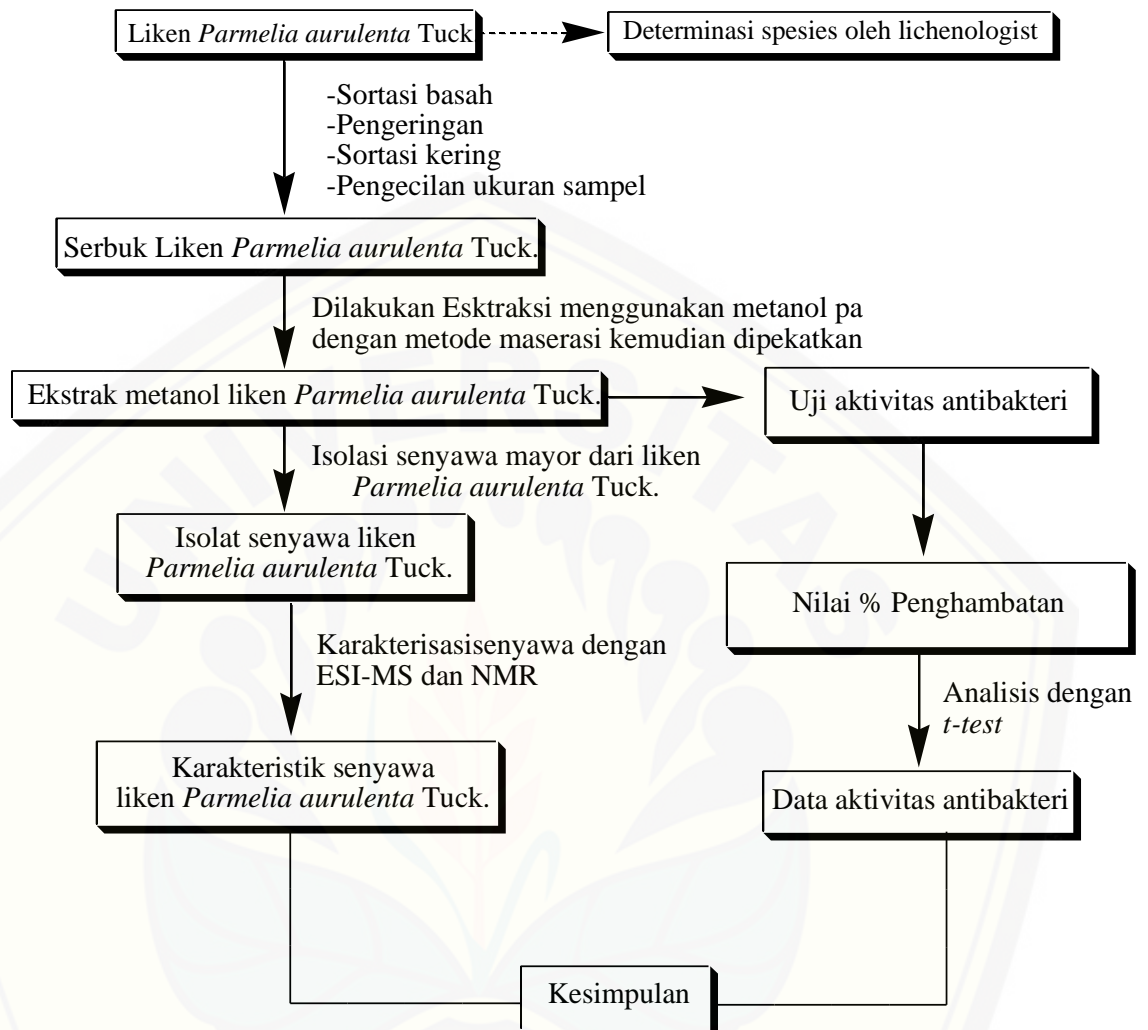 Liken Parmelia aurulenta Tuck
Determinasi spesies oleh lichenologist
-Sortasi basah
-Pengeringan
-Sortasi kering
-Pengecilan ukuran sampel
Serbuk Liken Parmelia aurulenta Tuck.
Dilakukan Esktraksi menggunakan metanol pa
dengan metode maserasi kemudian dipekatkan
Ekstrak metanol liken Parmelia aurulenta Tuck.
Uji aktivitas antibakteri
Isolasi senyawa mayor dari liken
Parmelia aurulenta Tuck.
Isolat senyawa liken
Parmelia aurulenta Tuck.
Nilai % Penghambatan
Karakterisasisenyawa dengan
ESI-MS dan NMR
Analisis dengan
t-test
Karakteristik senyawa
liken Parmelia aurulenta Tuck.
Data aktivitas antibakteri
Kesimpulan
UNIVERSITAS